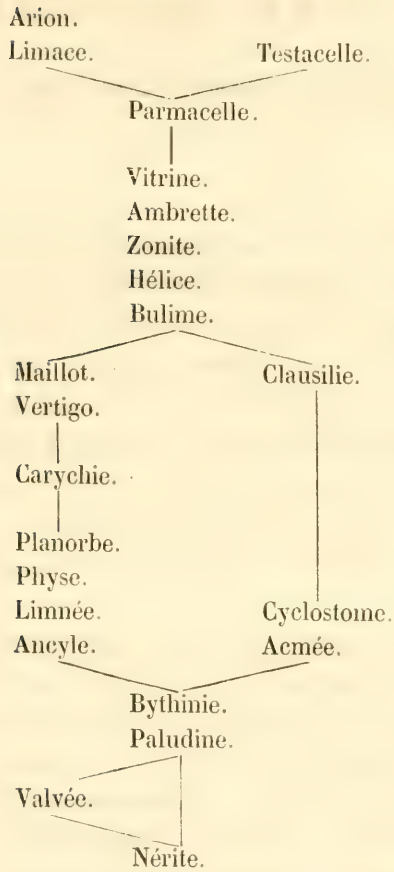 Arion.
Limace. Testacelle.
Parmacelle.
Vitrine.
Ambrette.
Zonite.
Hélice.
Bulime.
Maillot. Clausilie.
Vertigo.
Carychie.
Planorbe.
Physe.
Limnée. Cyclostome.
Ancyle. Acmée.
Bythinie.
Paludine.
Valvée.
Nérite.